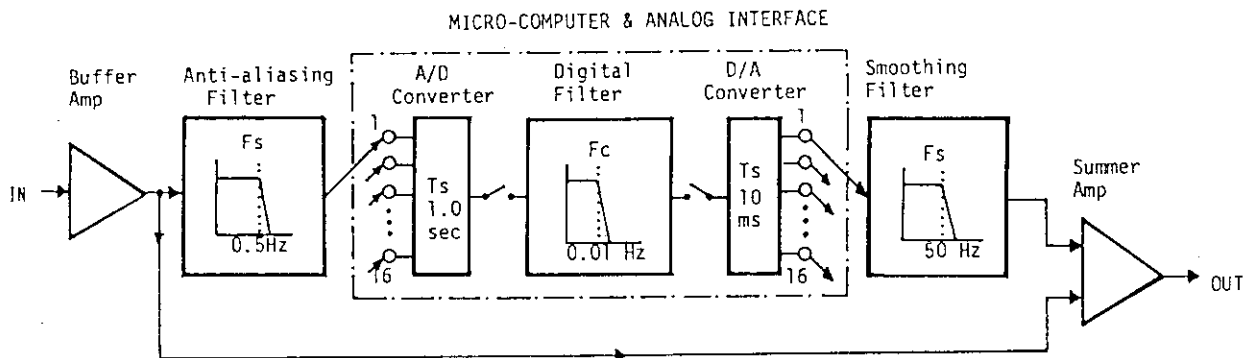 MICRO-COMPUTER & ANALOG INTERFACE
Buffer
Amp
Anti-aliasing
Filter
A/D
Converter
Digital
Filter
D/A
Converter
Smoothing
Filter
Summer
Amp
IN
Fs
0.5Hz
1
16
Ts
1.0
sec
Fc
0.01 Hz
Ts
10
ms
1
16
Fs
50 Hz
OUT